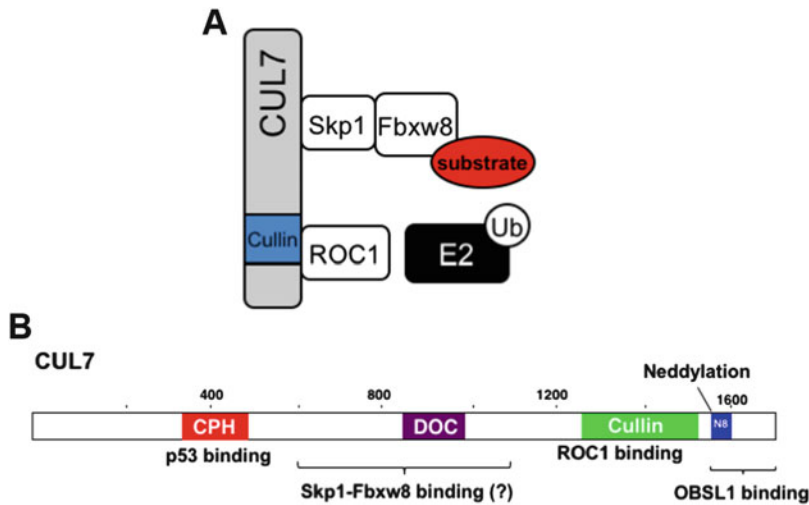 A
CUL7
Skp1
Fbxw8
substrate
Cullin
ROC1
E2
Ub
B
CUL7
Neddylation
400
800
1200
1600
CPH
DOC
Cullin
N8
p53 binding
ROC1 binding
Skp1-Fbxw8 binding (?)
OBSL1 binding